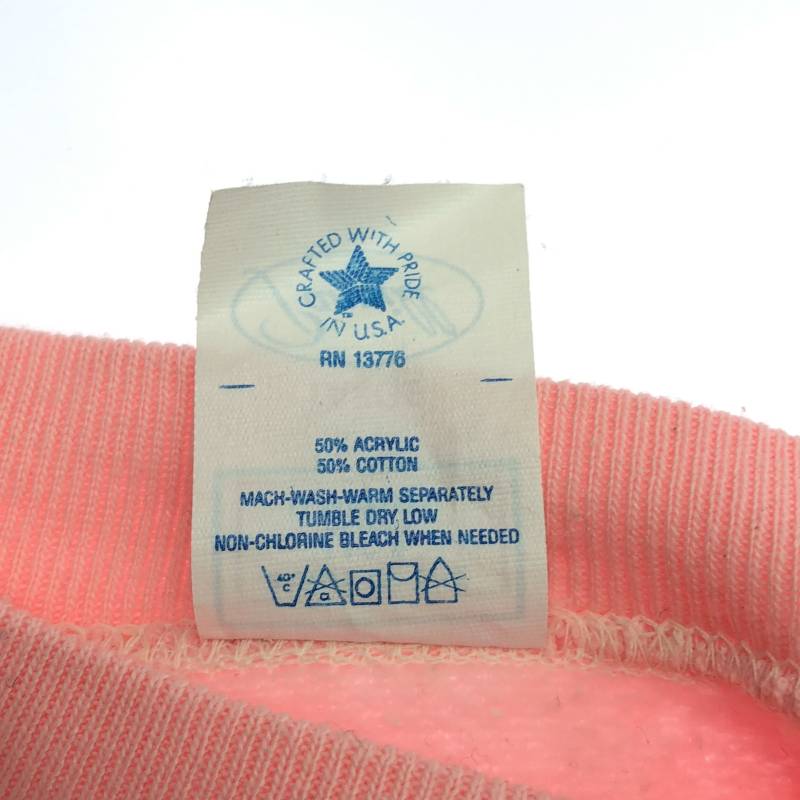 CRAFTED WITH PRIDE
IN U.S.A.
RN 13776
50% ACRYLIC
50% COTTON
MACH-WASH-WARM SEPARATELY
TUMBLE DRY LOW
NON-CHLORINE BLEACH WHEN NEEDED
40°
C